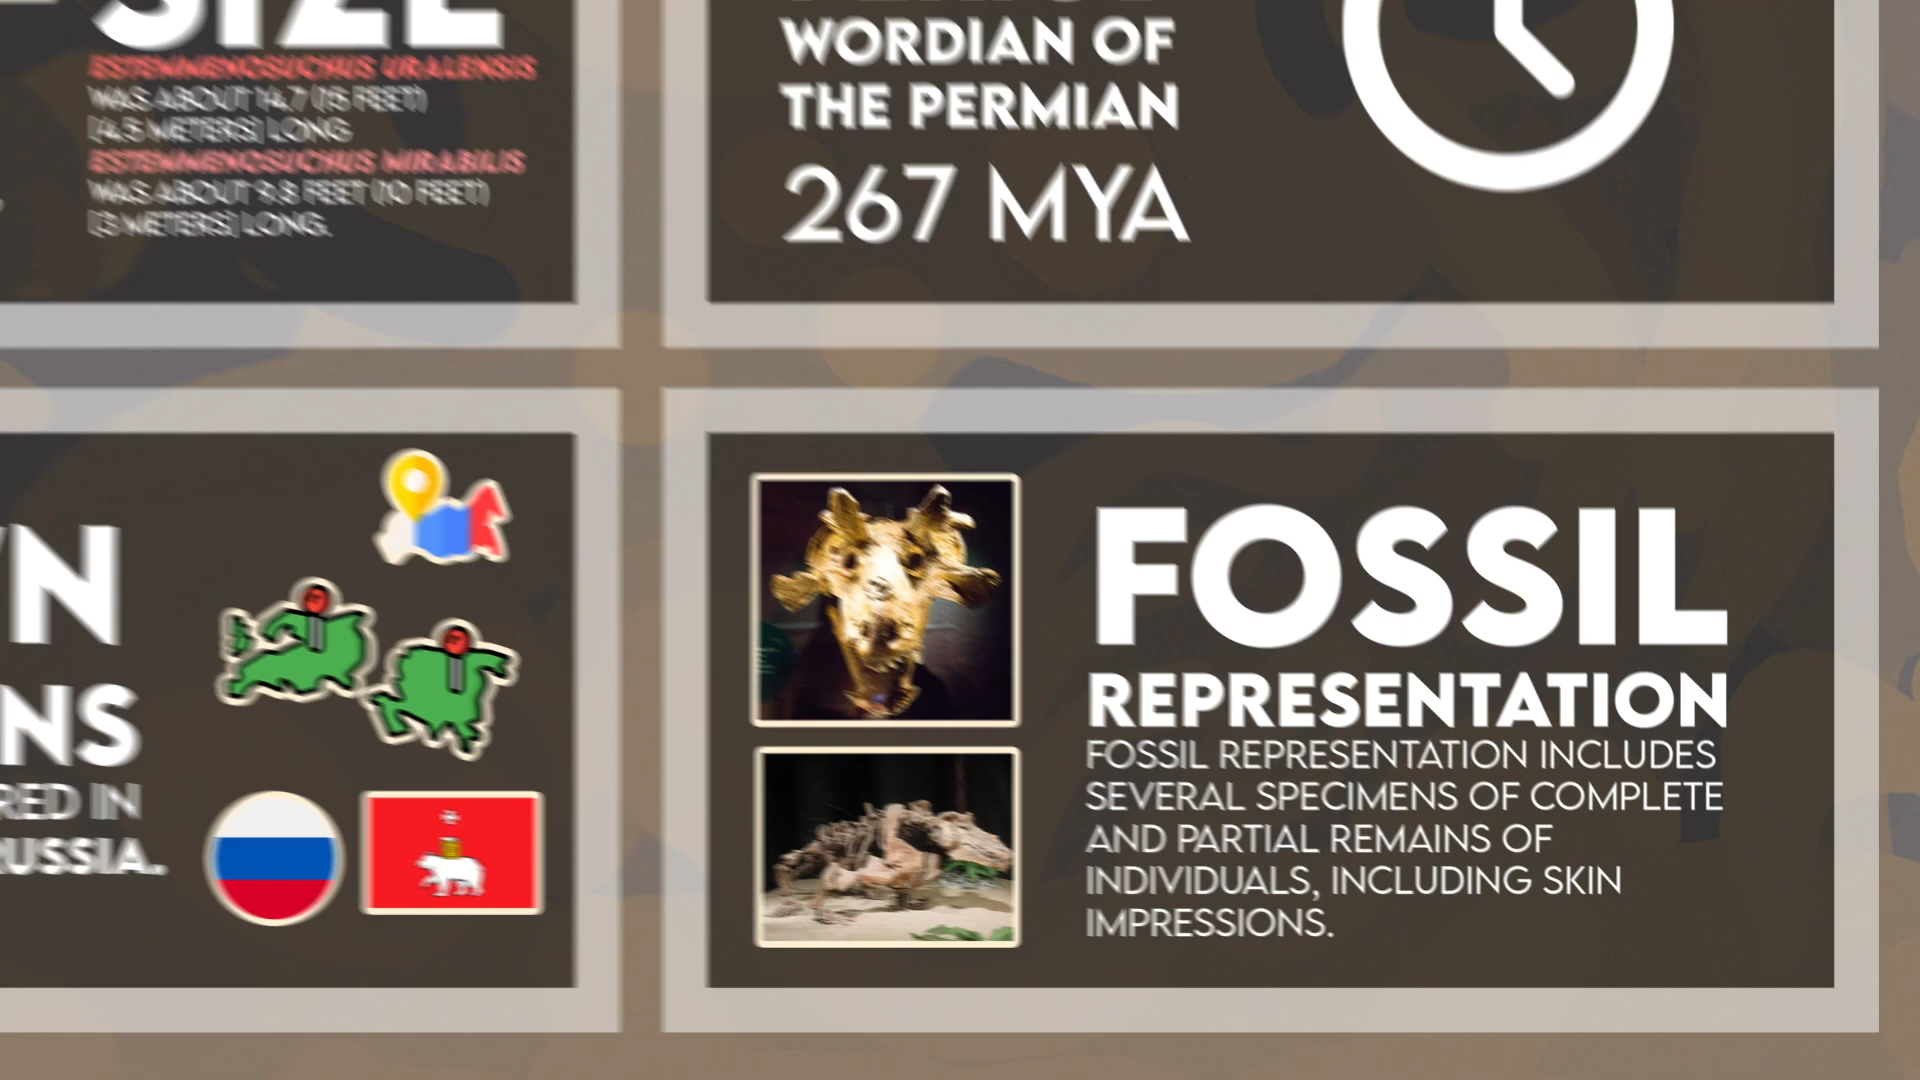 SIZE
ESTEMMENOSUCHUS URALENSIS
WAS ABOUT 14.7 (15 FEET)
[4.5 METERS] LONG
ESTEMMENOSUCHUS MIRABILIS
WAS ABOUT 9.8 FEET (10 FEET)
[3 METERS] LONG.
WORDIAN OF
THE PERMIAN
267 MYA
N
NS
RED IN
RUSSIA.
FOSSIL
REPRESENTATION
FOSSIL REPRESENTATION INCLUDES
SEVERAL SPECIMENS OF COMPLETE
AND PARTIAL REMAINS OF
INDIVIDUALS, INCLUDING SKIN
IMPRESSIONS.